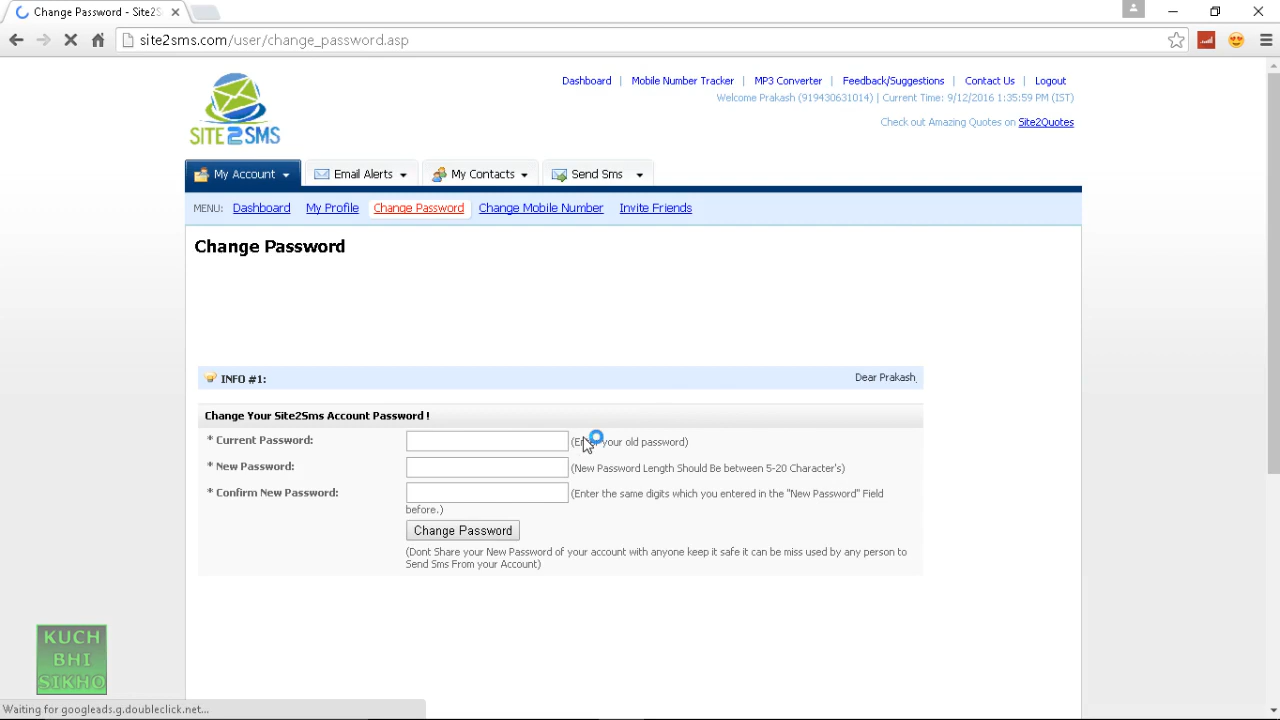 Change Password - Site2S
site2sms.com/user/change_password.asp
Dashboard | Mobile Number Tracker | MP3 Converter | Feedback/Suggestions | Contact Us | Logout
Welcome Prakash (919430631014) | Current Time: 9/12/2016 1:35:59 PM (IST)
Check out Amazing Quotes on Site2Quotes
SITE2SMS
My Account Email Alerts My Contacts Send Sms
MENU: Dashboard My Profile Change Password Change Mobile Number Invite Friends
Change Password
INFO #1: Dear Prakash,
Change Your Site2Sms Account Password !
* Current Password: (Enter your old password)
* New Password: (New Password Length Should Be between 5-20 Character's)
* Confirm New Password: (Enter the same digits which you entered in the "New Password" Field
before.)
Change Password
(Dont Share your New Password of your account with anyone keep it safe it can be miss used by any person to
Send Sms From your Account)
KUCH
BHI
SIKHO
Waiting for googleads.g.doubleclick.net...